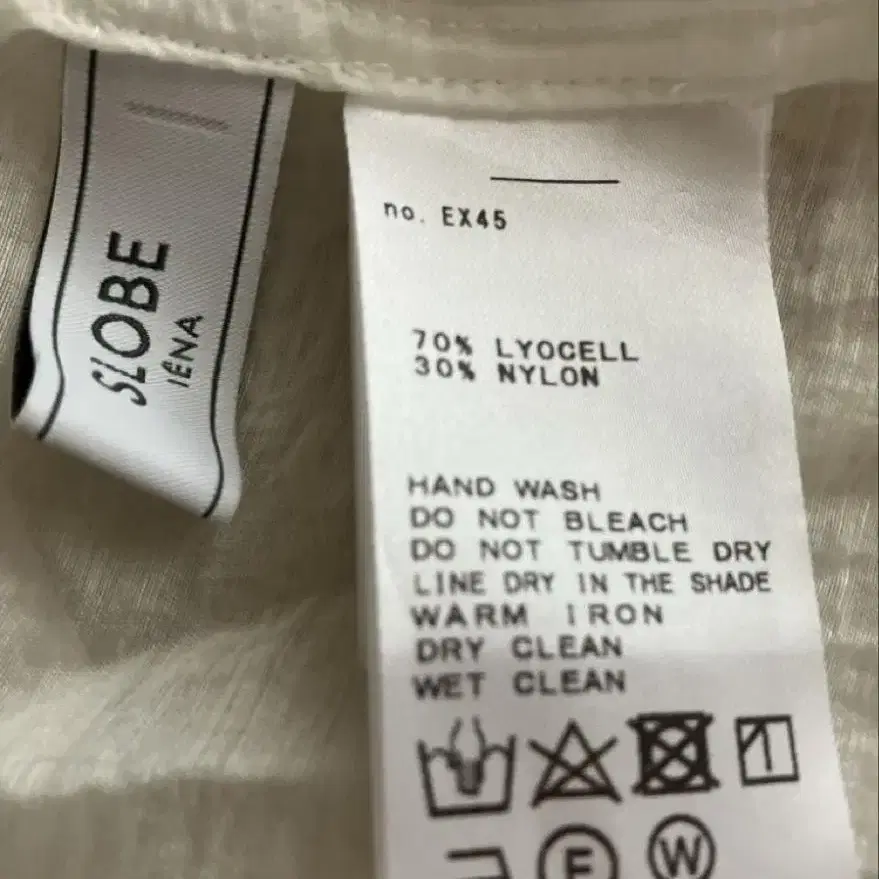 SLOBE
IÉNA
no. EX45
70% LYOCELL
30% NYLON
HAND WASH
DO NOT BLEACH
DO NOT TUMBLE DRY
LINE DRY IN THE SHADE
WARM IRON
DRY CLEAN
WET CLEAN
F
W